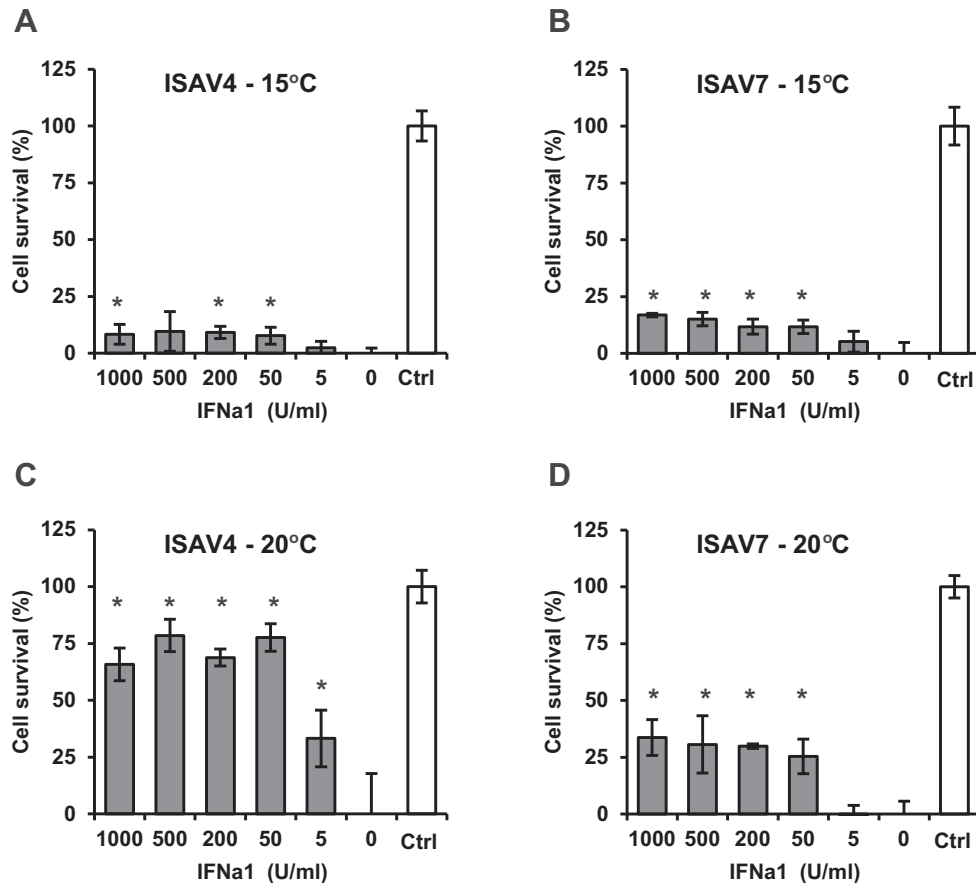 A
ISAV4 - 15°C
Cell survival (%)
125
100
75
50
25
0
* * *
1000 500 200 50 5 0 Ctrl
IFNa1 (U/ml)
B
ISAV7 - 15°C
Cell survival (%)
125
100
75
50
25
0
* * * *
1000 500 200 50 5 0 Ctrl
IFNa1 (U/ml)
C
ISAV4 - 20°C
Cell survival (%)
125
100
75
50
25
0
* * * * *
1000 500 200 50 5 0 Ctrl
IFNa1 (U/ml)
D
ISAV7 - 20°C
Cell survival (%)
125
100
75
50
25
0
* * * *
1000 500 200 50 5 0 Ctrl
IFNa1 (U/ml)